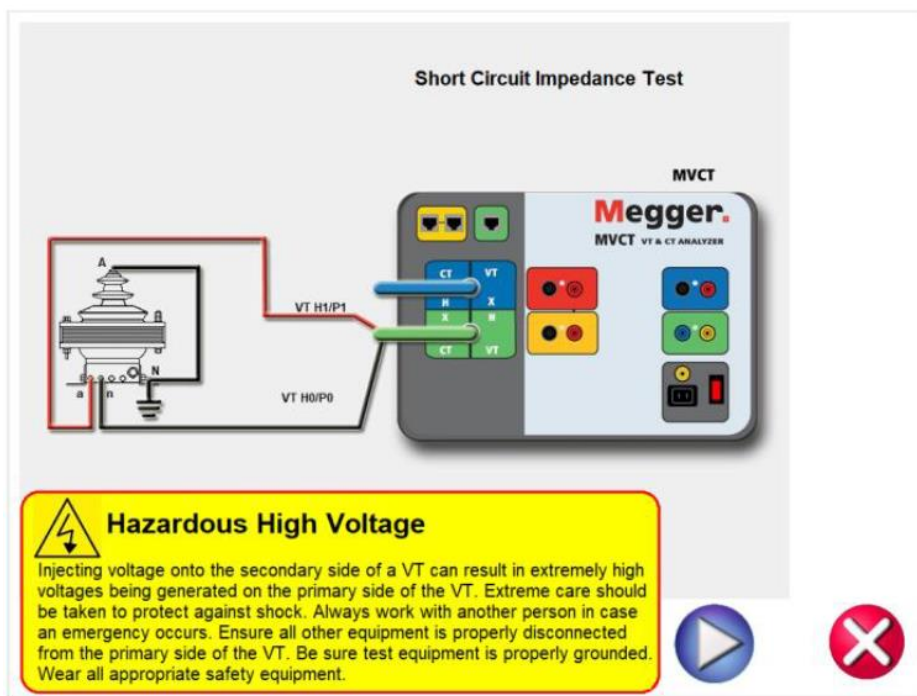 Short Circuit Impedance Test
MVCT
Megger.
MVCT VT & CT ANALYZER
CT VT
H X
X H
CT VT
A
VT H1/P1
N
a n
VT H0/P0
Hazardous High Voltage
Injecting voltage onto the secondary side of a VT can result in extremely high
voltages being generated on the primary side of the VT. Extreme care should
be taken to protect against shock. Always work with another person in case
an emergency occurs. Ensure all other equipment is properly disconnected
from the primary side of the VT. Be sure test equipment is properly grounded.
Wear all appropriate safety equipment.